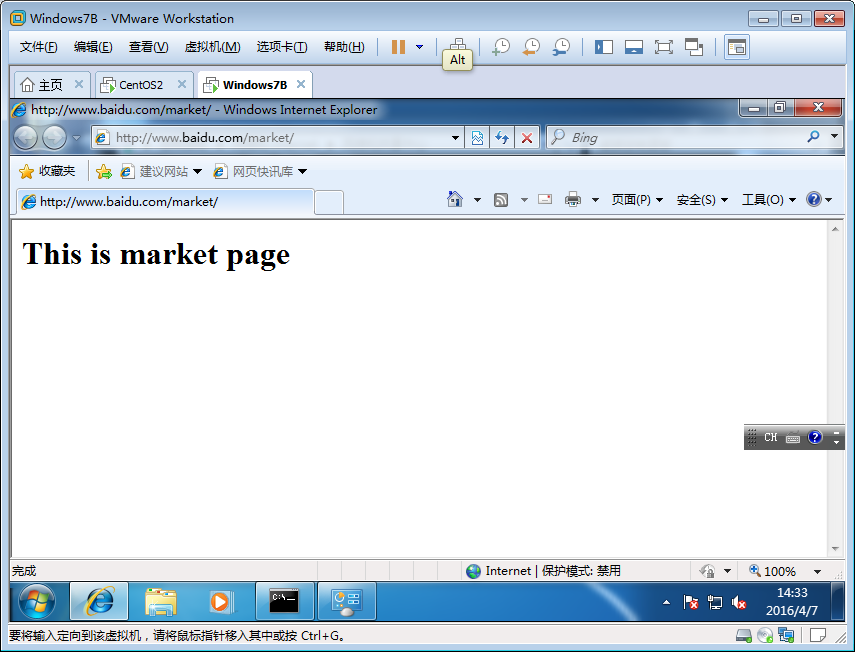 Windows7B - VMware Workstation
文件(F) 编辑(E) 查看(V) 虚拟机(M) 选项卡(T) 帮助(H)
Alt
主页 CentOS2 Windows7B
http://www.baidu.com/market/ - Windows Internet Explorer
http://www.baidu.com/market/ Bing
收藏夹 建议网站 网页快讯库
http://www.baidu.com/market/ 页面(P) 安全(S) 工具(O)
This is market page
CH
完成 Internet | 保护模式: 禁用 100%
14:33
2016/4/7
要将输入定向到该虚拟机，请将鼠标指针移入其中或按 Ctrl+G。